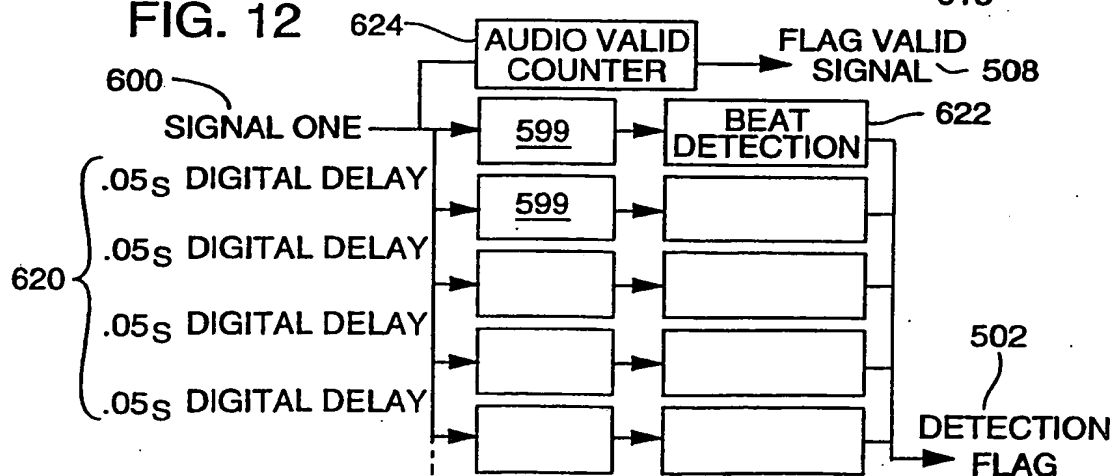 FIG. 12
624
AUDIO VALID
COUNTER
FLAG VALID
SIGNAL 508
600
SIGNAL ONE
599
BEAT
DETECTION
622
.05s DIGITAL DELAY
599
.05s DIGITAL DELAY
620
.05s DIGITAL DELAY
.05s DIGITAL DELAY
502
DETECTION
FLAG